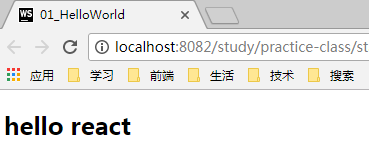 WS 01_HelloWorld
localhost:8082/study/practice-class/st
应用 学习 前端 生活 技术 搜索
hello react